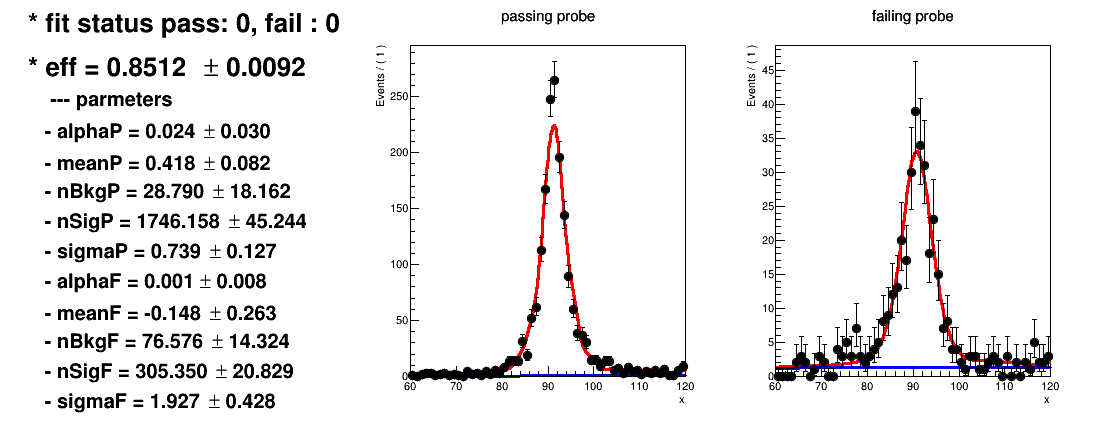 * fit status pass: 0, fail : 0
* eff = 0.8512 ± 0.0092
--- parmeters
- alphaP = 0.024 ± 0.030
- meanP = 0.418 ± 0.082
- nBkgP = 28.790 ± 18.162
- nSigP = 1746.158 ± 45.244
- sigmaP = 0.739 ± 0.127
- alphaF = 0.001 ± 0.008
- meanF = -0.148 ± 0.263
- nBkgF = 76.576 ± 14.324
- nSigF = 305.350 ± 20.829
- sigmaF = 1.927 ± 0.428
passing probe
Events / ( 1 )
250
200
150
100
50
0
60 70 80 90 100 110 120
x
failing probe
Events / ( 1 )
45
40
35
30
25
20
15
10
5
0
60 70 80 90 100 110 120
x